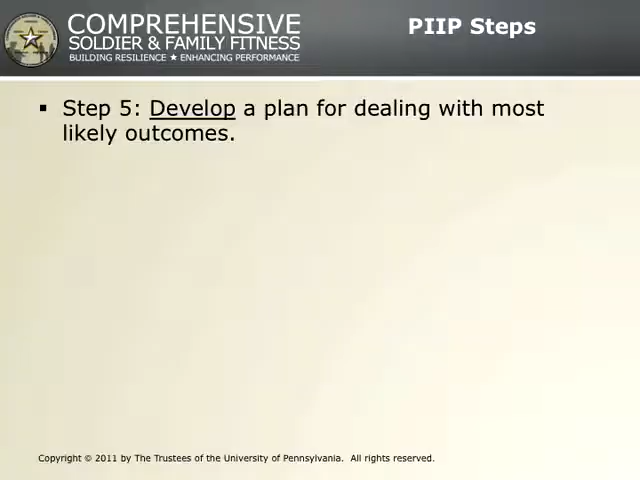 COMPREHENSIVE
SOLDIER & FAMILY FITNESS
BUILDING RESILIENCE ★ ENHANCING PERFORMANCE
PIIP Steps
▪ Step 5: Develop a plan for dealing with most
likely outcomes.
Copyright © 2011 by The Trustees of the University of Pennsylvania. All rights reserved.